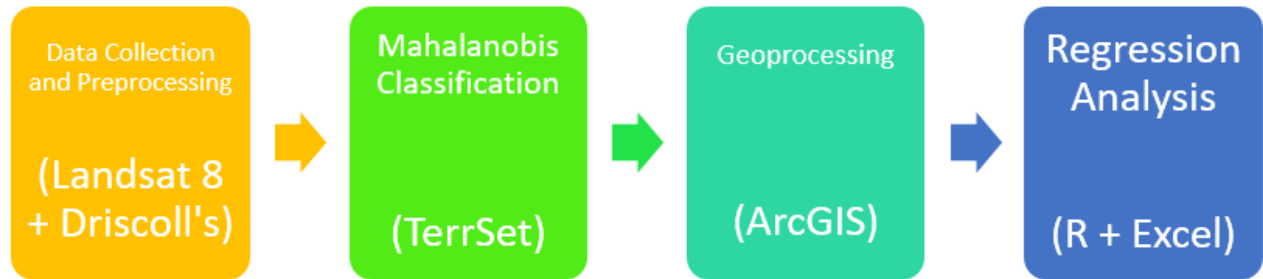 Data Collection
and Preprocessing
(Landsat 8
+ Driscoll's)
Mahalanobis
Classification
(TerrSet)
Geoprocessing
(ArcGIS)
Regression
Analysis
(R + Excel)